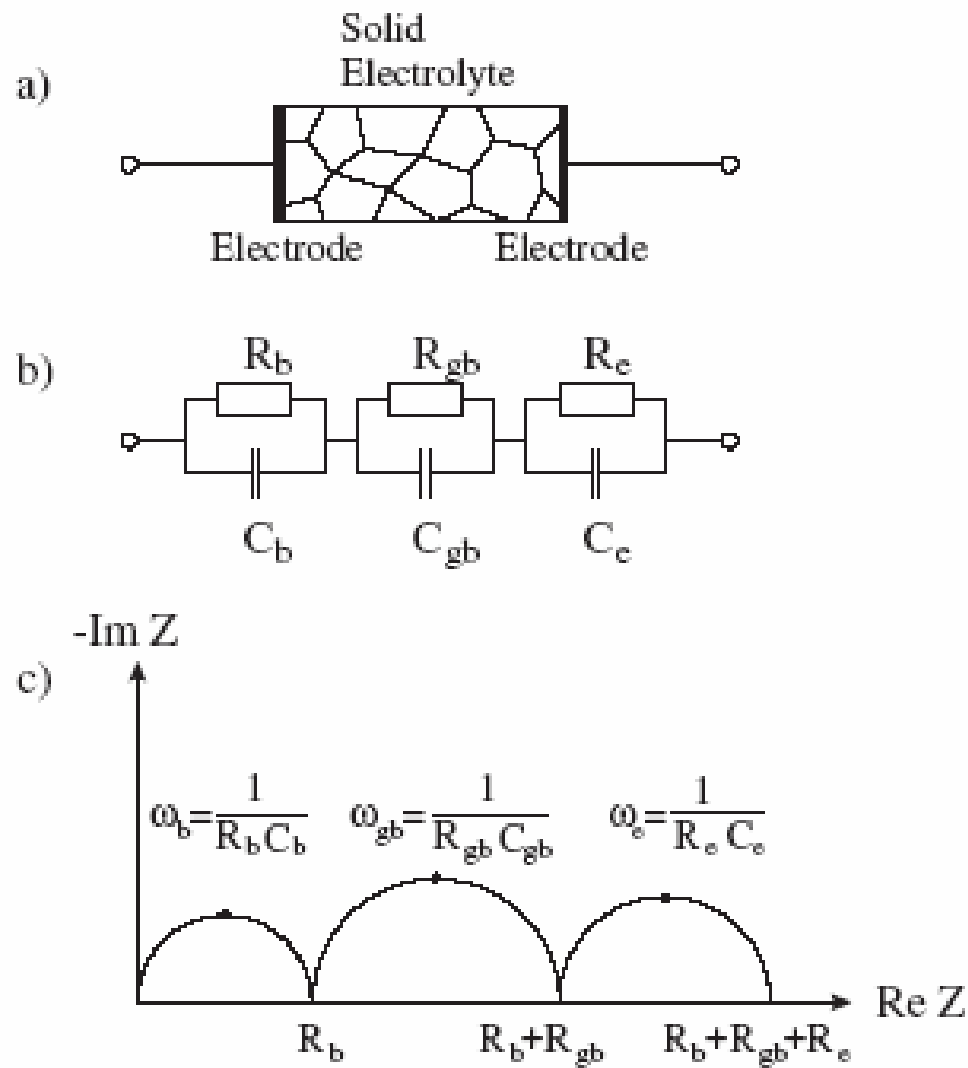 Solid
a) Electrolyte
Electrode Electrode
b) R_b R_gb R_e
C_b C_gb C_e
-Im Z
c)
ω_b=1/(R_b C_b) ω_gb=1/(R_gb C_gb) ω_e=1/(R_e C_e)
Re Z
R_b R_b+R_gb R_b+R_gb+R_e